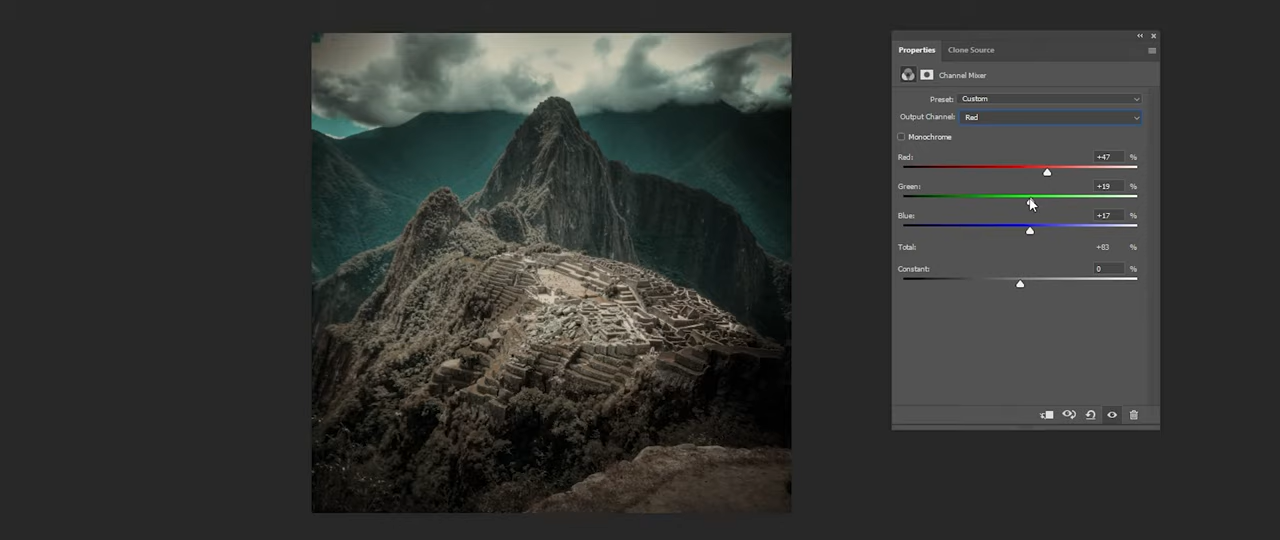 Properties
Clone Source
Channel Mixer
Preset: Custom
Output Channel: Red
Monochrome
Red: +47 %
Green: +19 %
Blue: +17 %
Total: +83 %
Constant: 0 %